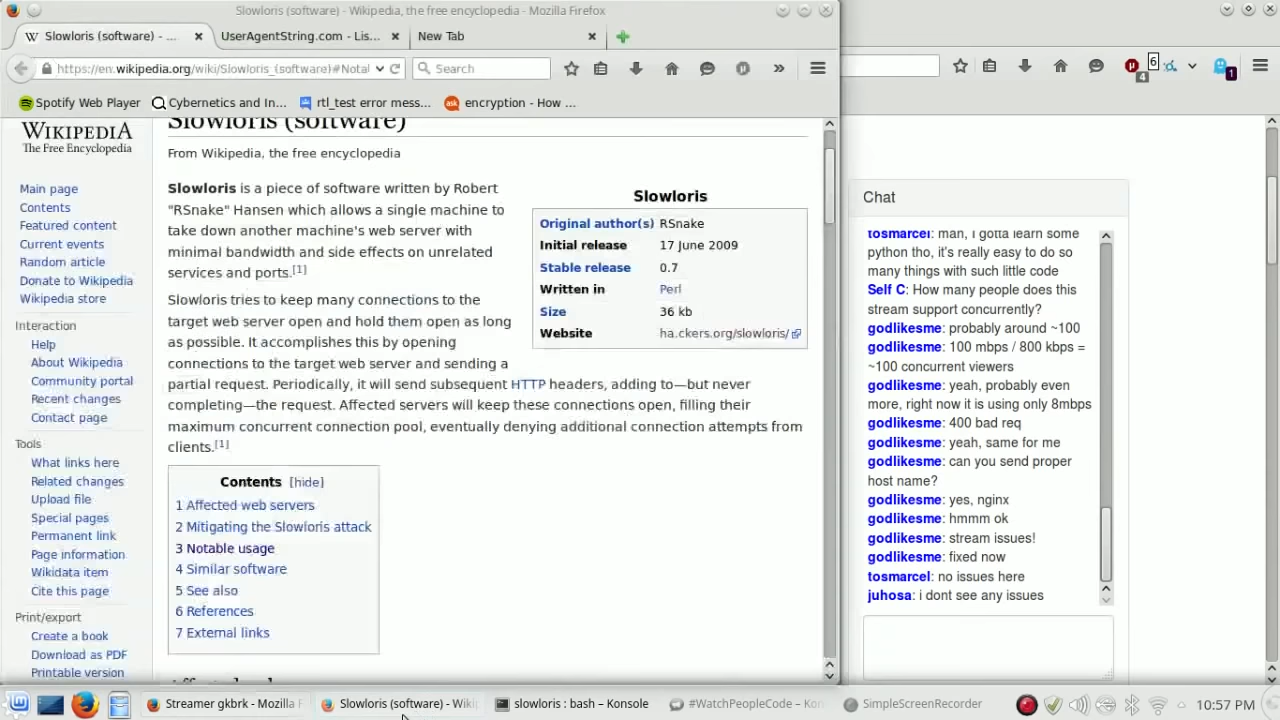 Slowloris (software) - Wikipedia, the free encyclopedia - Mozilla Firefox
Slowloris (software) - ...
UserAgentString.com - Lis...
New Tab
https://en.wikipedia.org/wiki/Slowloris_(software)#Notal
Search
Spotify Web Player
Cybernetics and In...
rtl_test error mess...
encryption - How ...
WIKIPEDIA
The Free Encyclopedia
Main page
Contents
Featured content
Current events
Random article
Donate to Wikipedia
Wikipedia store
Interaction
Help
About Wikipedia
Community portal
Recent changes
Contact page
Tools
What links here
Related changes
Upload file
Special pages
Permanent link
Page information
Wikidata item
Cite this page
Print/export
Create a book
Download as PDF
Printable version
Slowloris (software)
From Wikipedia, the free encyclopedia
Slowloris is a piece of software written by Robert
"RSnake" Hansen which allows a single machine to
take down another machine's web server with
minimal bandwidth and side effects on unrelated
services and ports.[1]
Slowloris tries to keep many connections to the
target web server open and hold them open as long
as possible. It accomplishes this by opening
connections to the target web server and sending a
partial request. Periodically, it will send subsequent HTTP headers, adding to—but never
completing—the request. Affected servers will keep these connections open, filling their
maximum concurrent connection pool, eventually denying additional connection attempts from
clients.[1]
Slowloris
Original author(s) RSnake
Initial release 17 June 2009
Stable release 0.7
Written in Perl
Size 36 kb
Website ha.ckers.org/slowloris/
Contents [hide]
1 Affected web servers
2 Mitigating the Slowloris attack
3 Notable usage
4 Similar software
5 See also
6 References
7 External links
4
6
1
Chat
tosmarcel: man, i gotta learn some
python tho, it's really easy to do so
many things with such little code
Self C: How many people does this
stream support concurrently?
godlikesme: probably around ~100
godlikesme: 100 mbps / 800 kbps =
~100 concurrent viewers
godlikesme: yeah, probably even
more, right now it is using only 8mbps
godlikesme: 400 bad req
godlikesme: yeah, same for me
godlikesme: can you send proper
host name?
godlikesme: yes, nginx
godlikesme: hmmm ok
godlikesme: stream issues!
godlikesme: fixed now
tosmarcel: no issues here
juhosa: i dont see any issues
Streamer gkbrk - Mozilla F
Slowloris (software) - Wiki
slowloris : bash – Konsole
#WatchPeopleCode – Kon
SimpleScreenRecorder
10:57 PM